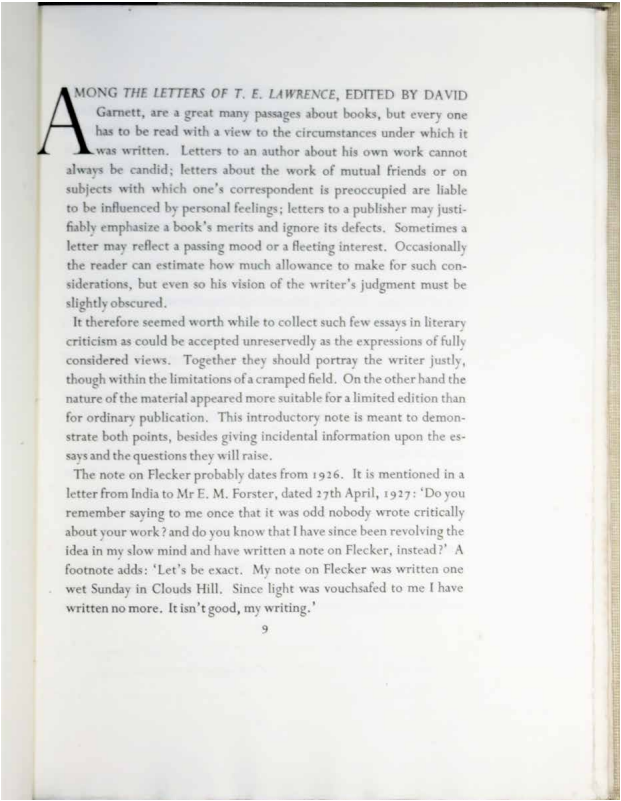 AMONG THE LETTERS OF T. E. LAWRENCE, EDITED BY DAVID
Garnett, are a great many passages about books, but every one
has to be read with a view to the circumstances under which it
was written. Letters to an author about his own work cannot
always be candid; letters about the work of mutual friends or on
subjects with which one's correspondent is preoccupied are liable
to be influenced by personal feelings; letters to a publisher may justi-
fiably emphasize a book's merits and ignore its defects. Sometimes a
letter may reflect a passing mood or a fleeting interest. Occasionally
the reader can estimate how much allowance to make for such con-
siderations, but even so his vision of the writer's judgment must be
slightly obscured.
It therefore seemed worth while to collect such few essays in literary
criticism as could be accepted unreservedly as the expressions of fully
considered views. Together they should portray the writer justly,
though within the limitations of a cramped field. On the other hand the
nature of the material appeared more suitable for a limited edition than
for ordinary publication. This introductory note is meant to demon-
strate both points, besides giving incidental information upon the es-
says and the questions they will raise.
The note on Flecker probably dates from 1926. It is mentioned in a
letter from India to Mr E. M. Forster, dated 27th April, 1927: 'Do you
remember saying to me once that it was odd nobody wrote critically
about your work? and do you know that I have since been revolving the
idea in my slow mind and have written a note on Flecker, instead?' A
footnote adds: 'Let's be exact. My note on Flecker was written one
wet Sunday in Clouds Hill. Since light was vouchsafed to me I have
written no more. It isn't good, my writing.'
9